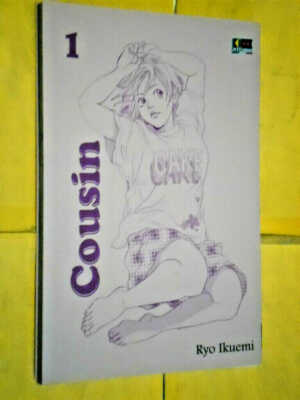 1
Cousin
CAKE
Ryo Ikuemi